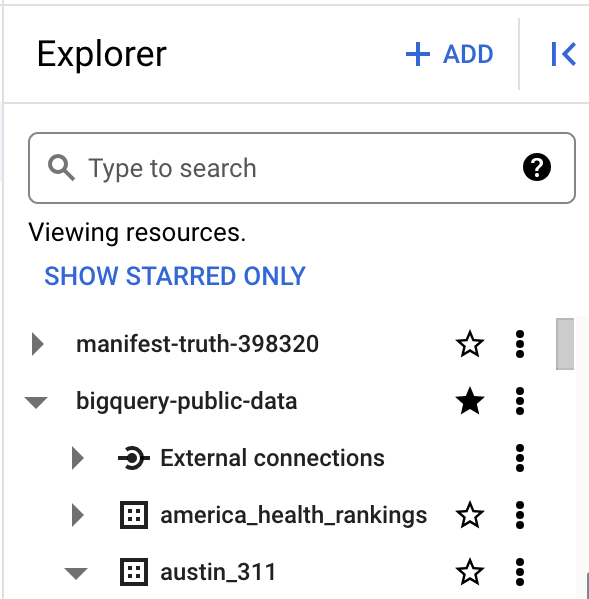 Explorer
+ ADD
Type to search
Viewing resources.
SHOW STARRED ONLY
manifest-truth-398320
bigquery-public-data
External connections
america_health_rankings
austin_311